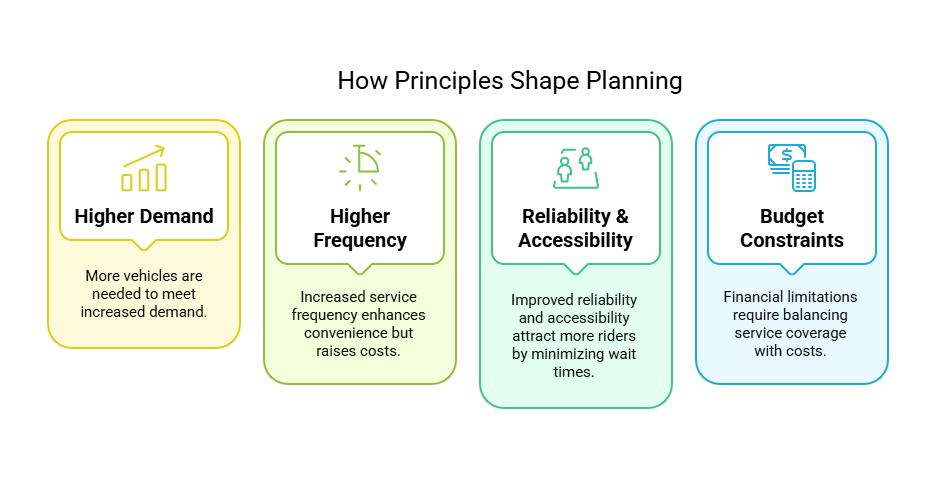 How Principles Shape Planning
Higher Demand
More vehicles are
needed to meet
increased demand.
Higher
Frequency
Increased service
frequency enhances
convenience but
raises costs.
Reliability &
Accessibility
Improved reliability
and accessibility
attract more riders
by minimizing wait
times.
$
Budget
Constraints
Financial limitations
require balancing
service coverage
with costs.